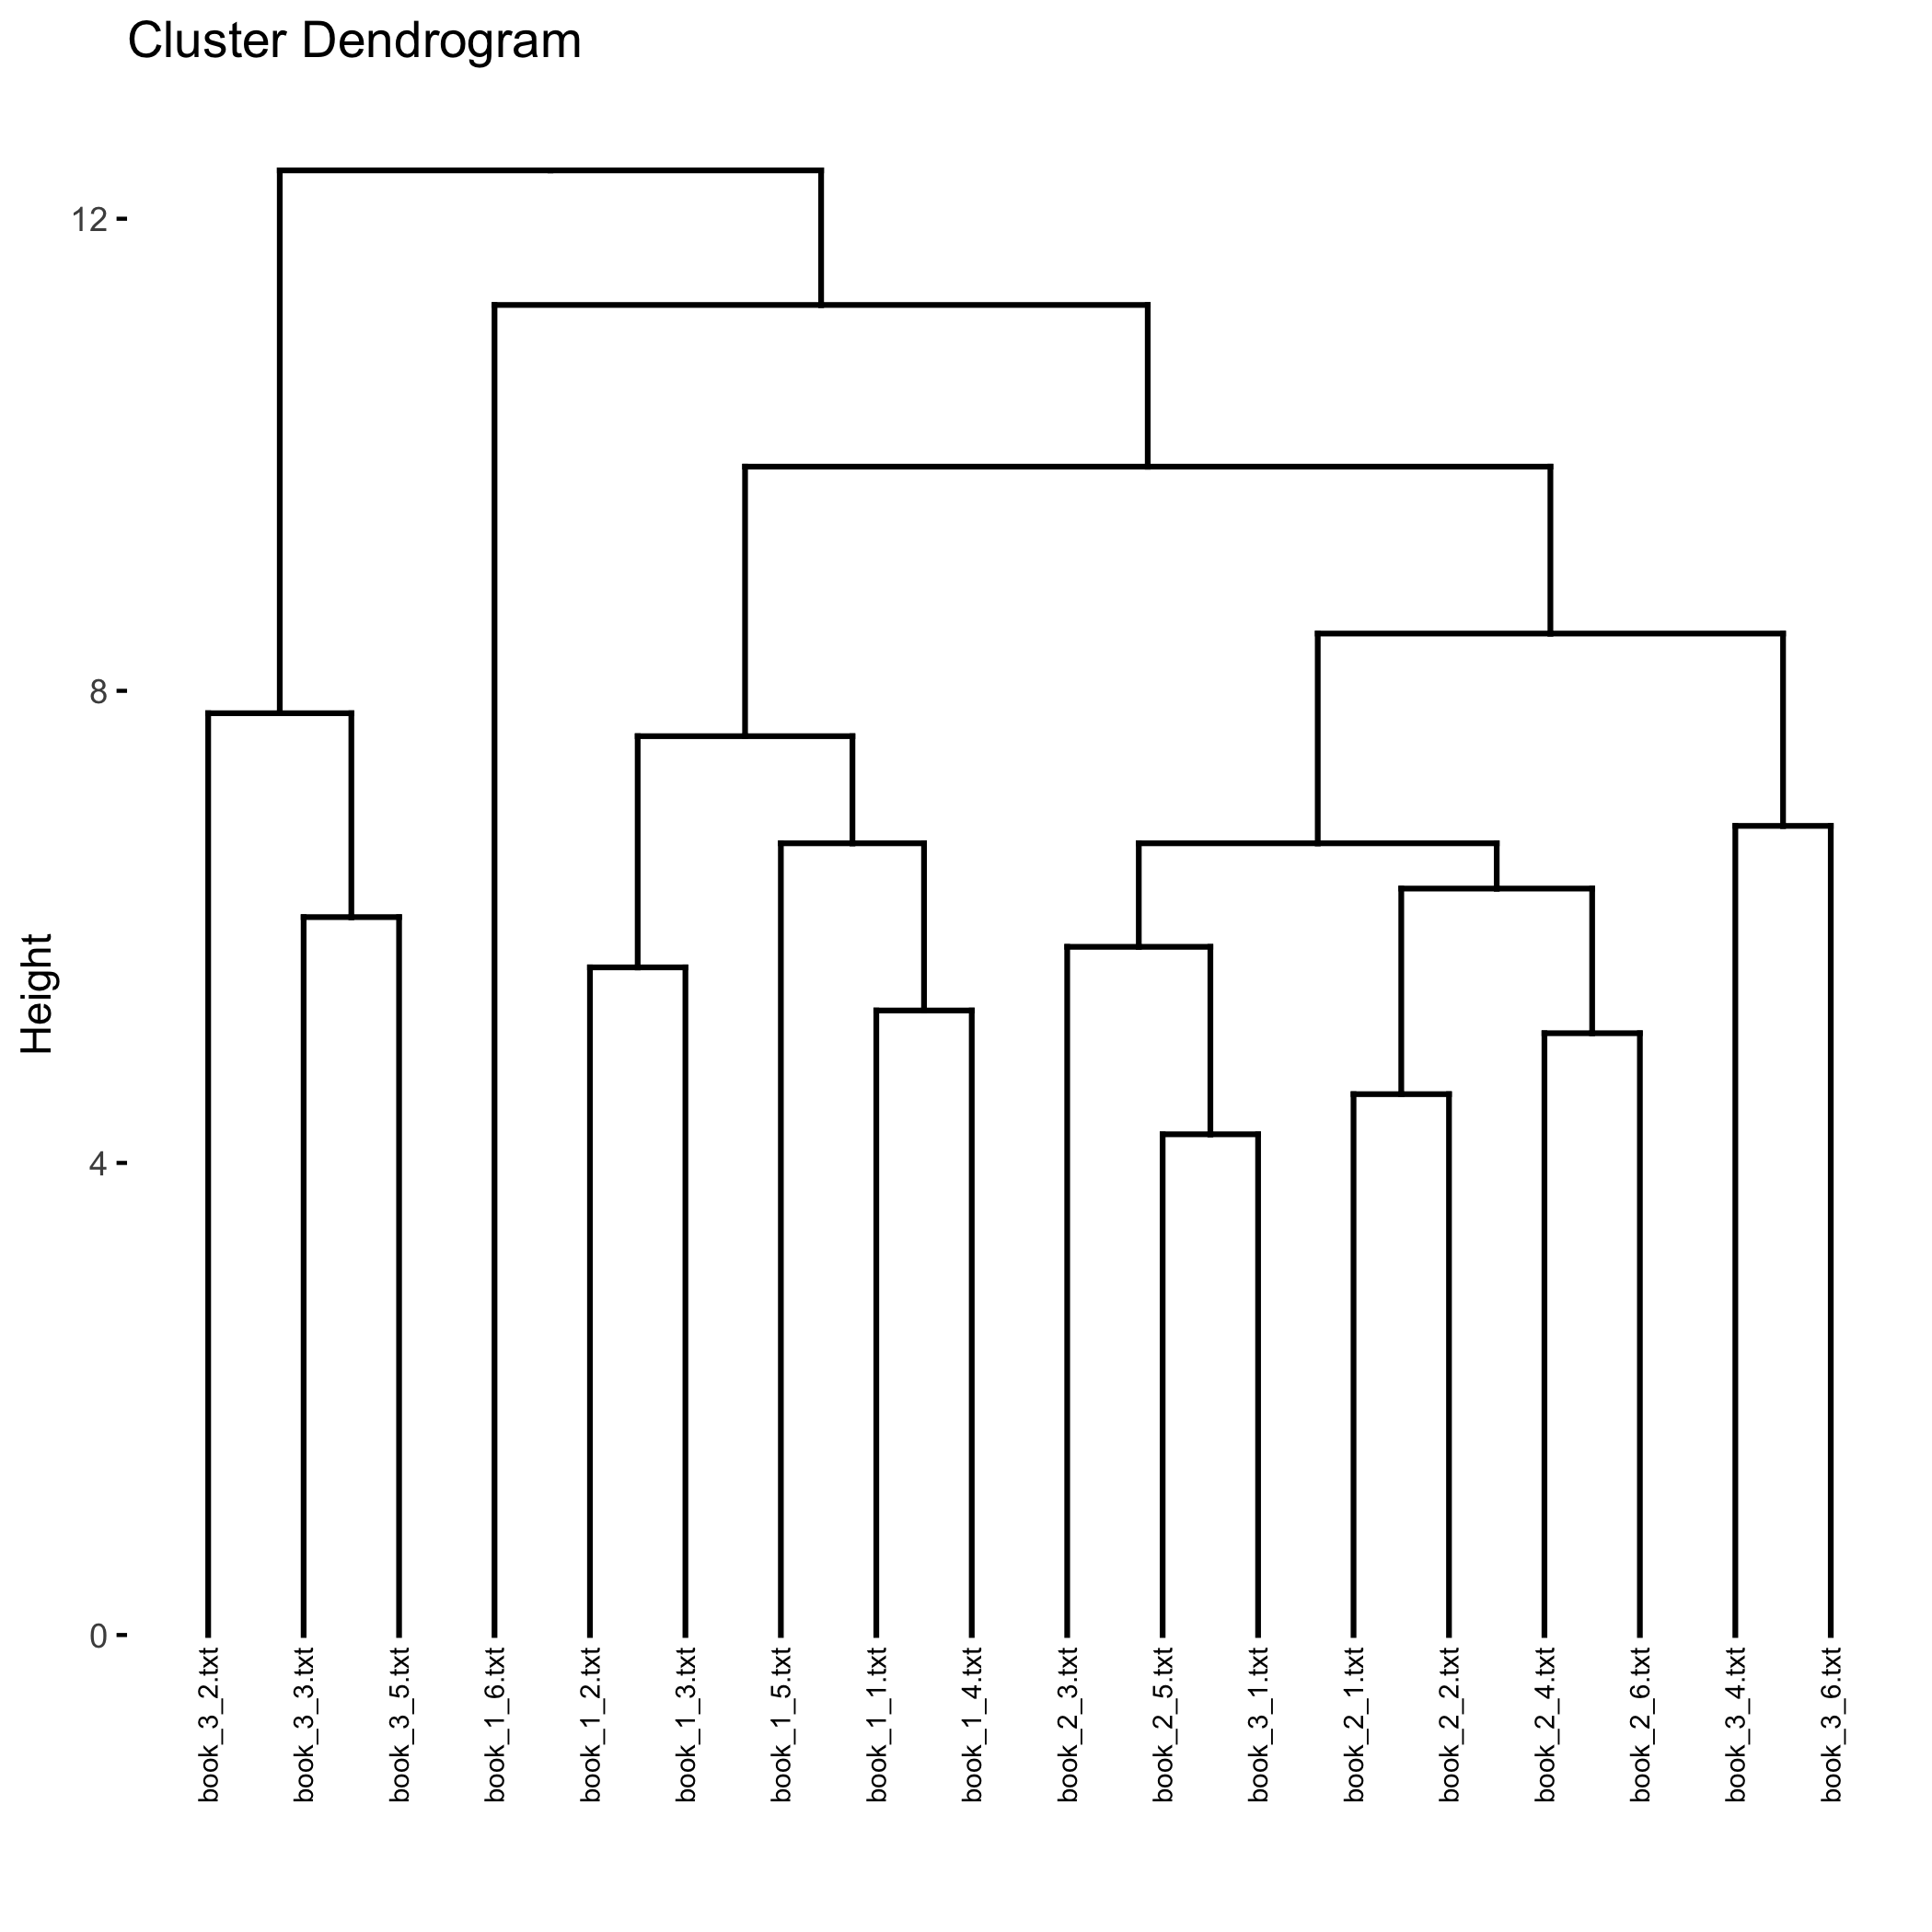 Cluster Dendrogram
12
8
4
0
Height
book_3_2.txt
book_3_3.txt
book_3_5.txt
book_1_6.txt
book_1_2.txt
book_1_3.txt
book_1_5.txt
book_1_1.txt
book_1_4.txt
book_2_3.txt
book_2_5.txt
book_3_1.txt
book_2_1.txt
book_2_2.txt
book_2_4.txt
book_2_6.txt
book_3_4.txt
book_3_6.txt